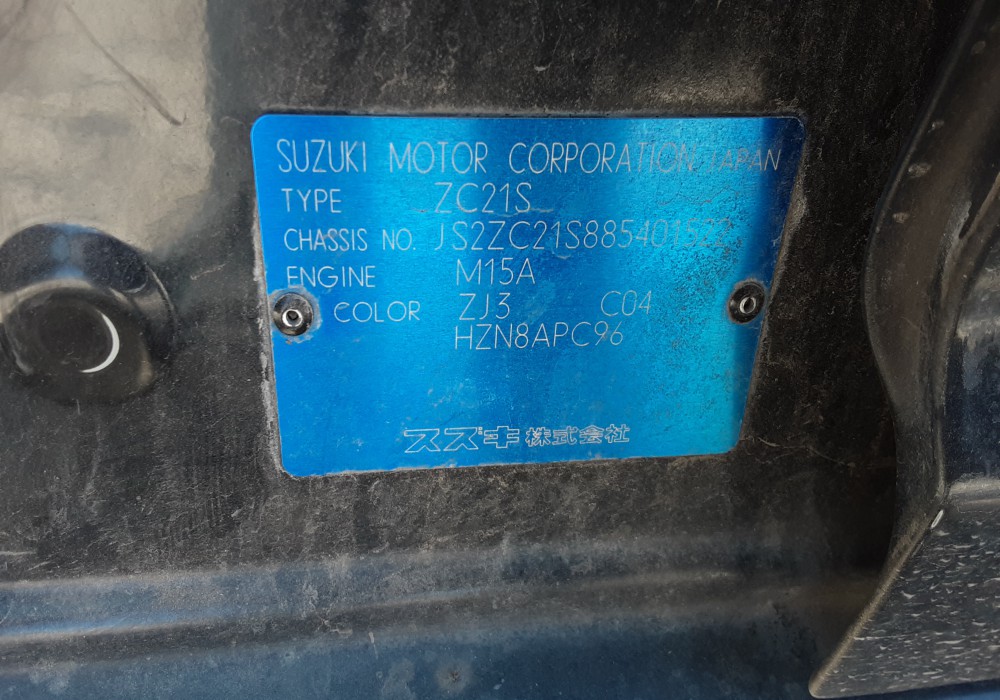 SUZUKI MOTOR CORPORATION JAPAN
TYPE ZC21S
CHASSIS NO.
ENGINE M15A
COLOR ZJ3 C04
HZN8APC96
スズキ株式会社